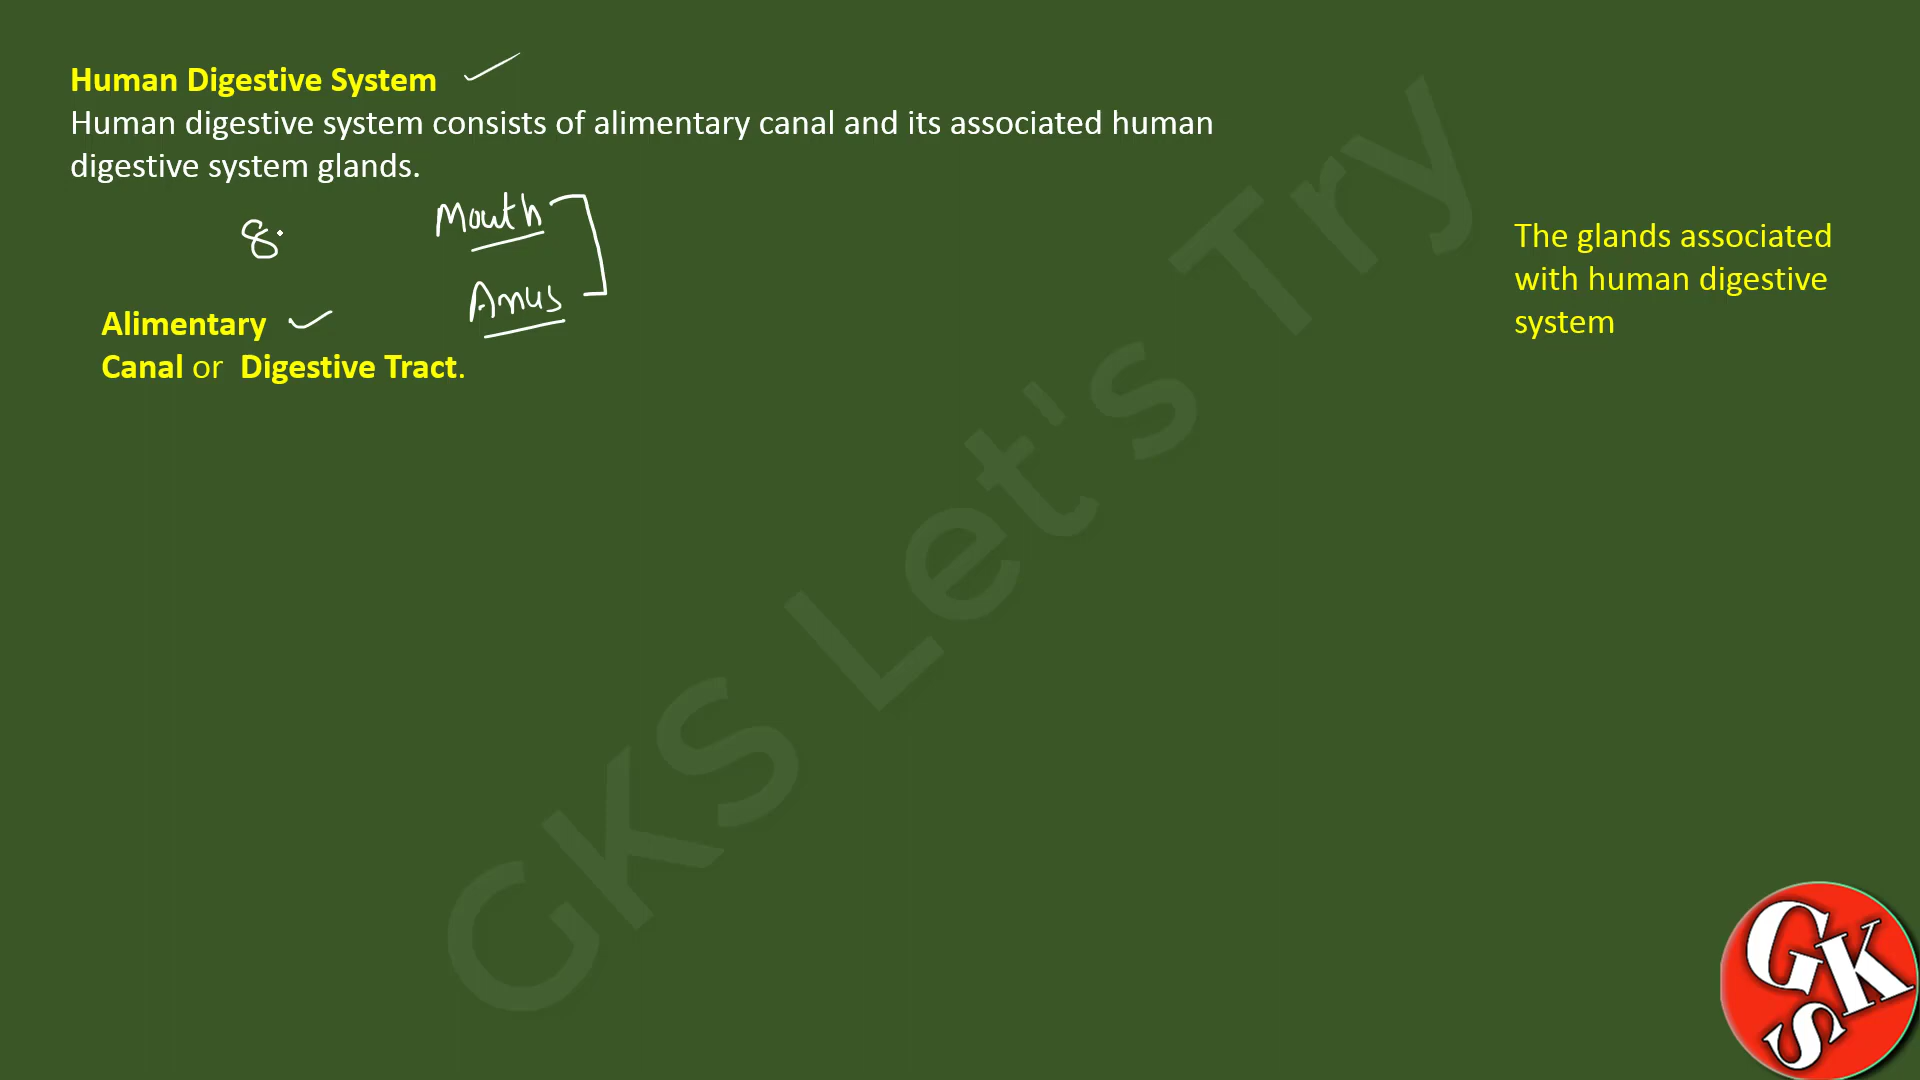 Human Digestive System
Human digestive system consists of alimentary canal and its associated human
digestive system glands.
8.
Mouth
Anus
Alimentary
Canal or Digestive Tract.
The glands associated
with human digestive
system
GKS Let's Try
GKS